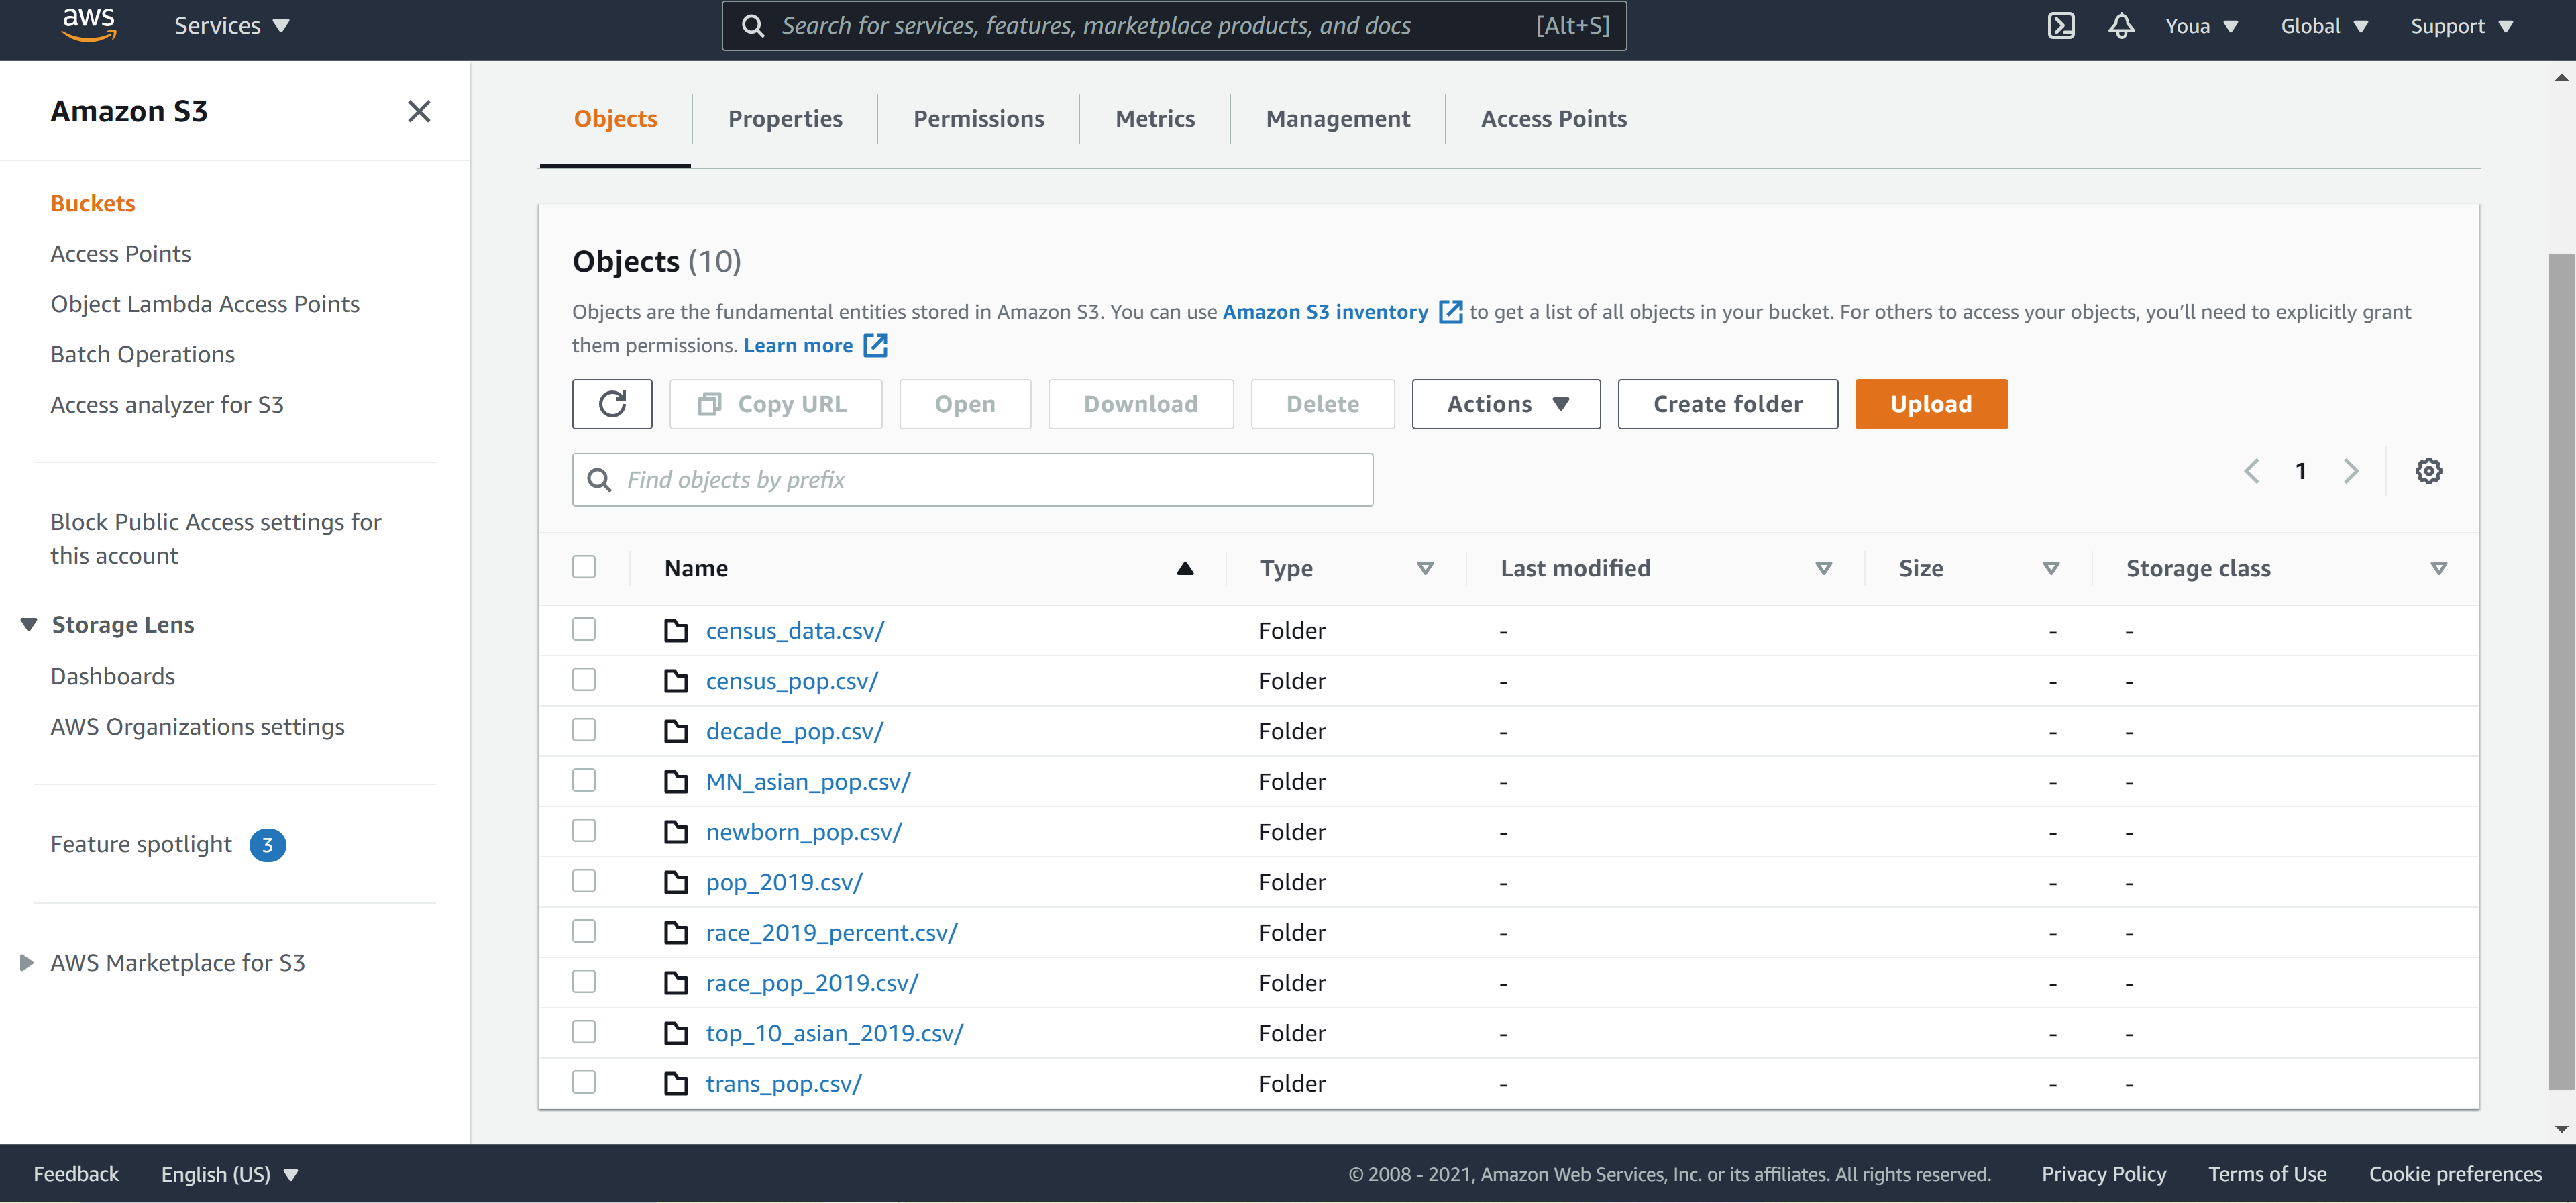 aws
Services
Search for services, features, marketplace products, and docs [Alt+S]
Youa
Global
Support
Amazon S3
Buckets
Access Points
Object Lambda Access Points
Batch Operations
Access analyzer for S3
Block Public Access settings for
this account
Storage Lens
Dashboards
AWS Organizations settings
Feature spotlight 3
AWS Marketplace for S3
Objects Properties Permissions Metrics Management Access Points
Objects (10)
Objects are the fundamental entities stored in Amazon S3. You can use Amazon S3 inventory to get a list of all objects in your bucket. For others to access your objects, you'll need to explicitly grant
them permissions. Learn more
Copy URL Open Download Delete Actions Create folder Upload
Find objects by prefix
1
Name Type Last modified Size Storage class
census_data.csv/ Folder - - -
census_pop.csv/ Folder - - -
decade_pop.csv/ Folder - - -
MN_asian_pop.csv/ Folder - - -
newborn_pop.csv/ Folder - - -
pop_2019.csv/ Folder - - -
race_2019_percent.csv/ Folder - - -
race_pop_2019.csv/ Folder - - -
top_10_asian_2019.csv/ Folder - - -
trans_pop.csv/ Folder - - -
Feedback English (US) © 2008 - 2021, Amazon Web Services, Inc. or its affiliates. All rights reserved. Privacy Policy Terms of Use Cookie preferences